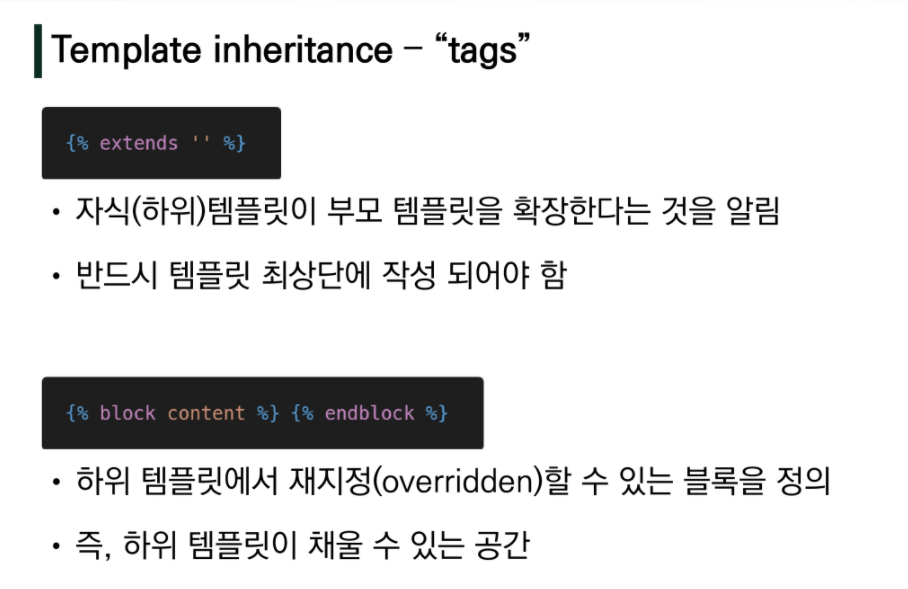 Template inheritance – “tags”
{% extends '' %}
• 자식(하위)템플릿이 부모 템플릿을 확장한다는 것을 알림
• 반드시 템플릿 최상단에 작성 되어야 함
{% block content %} {% endblock %}
• 하위 템플릿에서 재지정(overridden)할 수 있는 블록을 정의
• 즉, 하위 템플릿이 채울 수 있는 공간